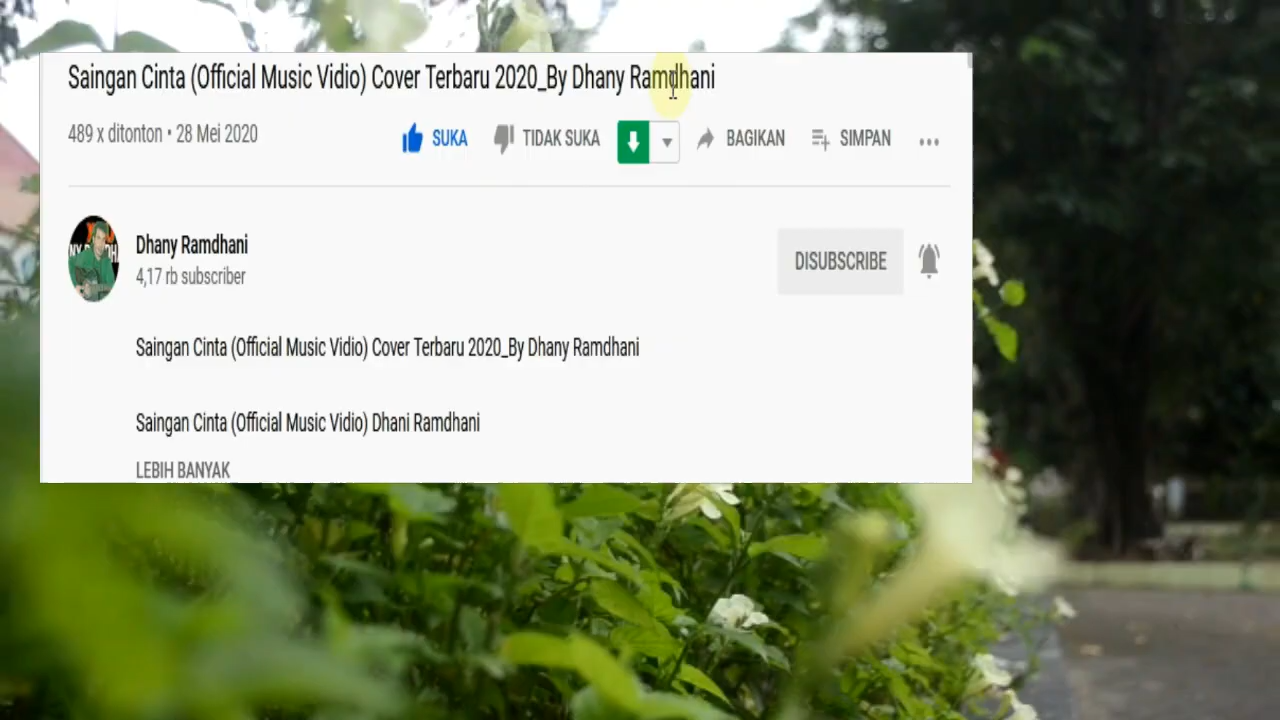 Saingan Cinta (Official Music Vidio) Cover Terbaru 2020_By Dhany Ramdhani
489 x ditonton • 28 Mei 2020
SUKA TIDAK SUKA BAGIKAN SIMPAN
Dhany Ramdhani
4,17 rb subscriber
DISUBSCRIBE
Saingan Cinta (Official Music Vidio) Cover Terbaru 2020_By Dhany Ramdhani
Saingan Cinta (Official Music Vidio) Dhani Ramdhani
LEBIH BANYAK